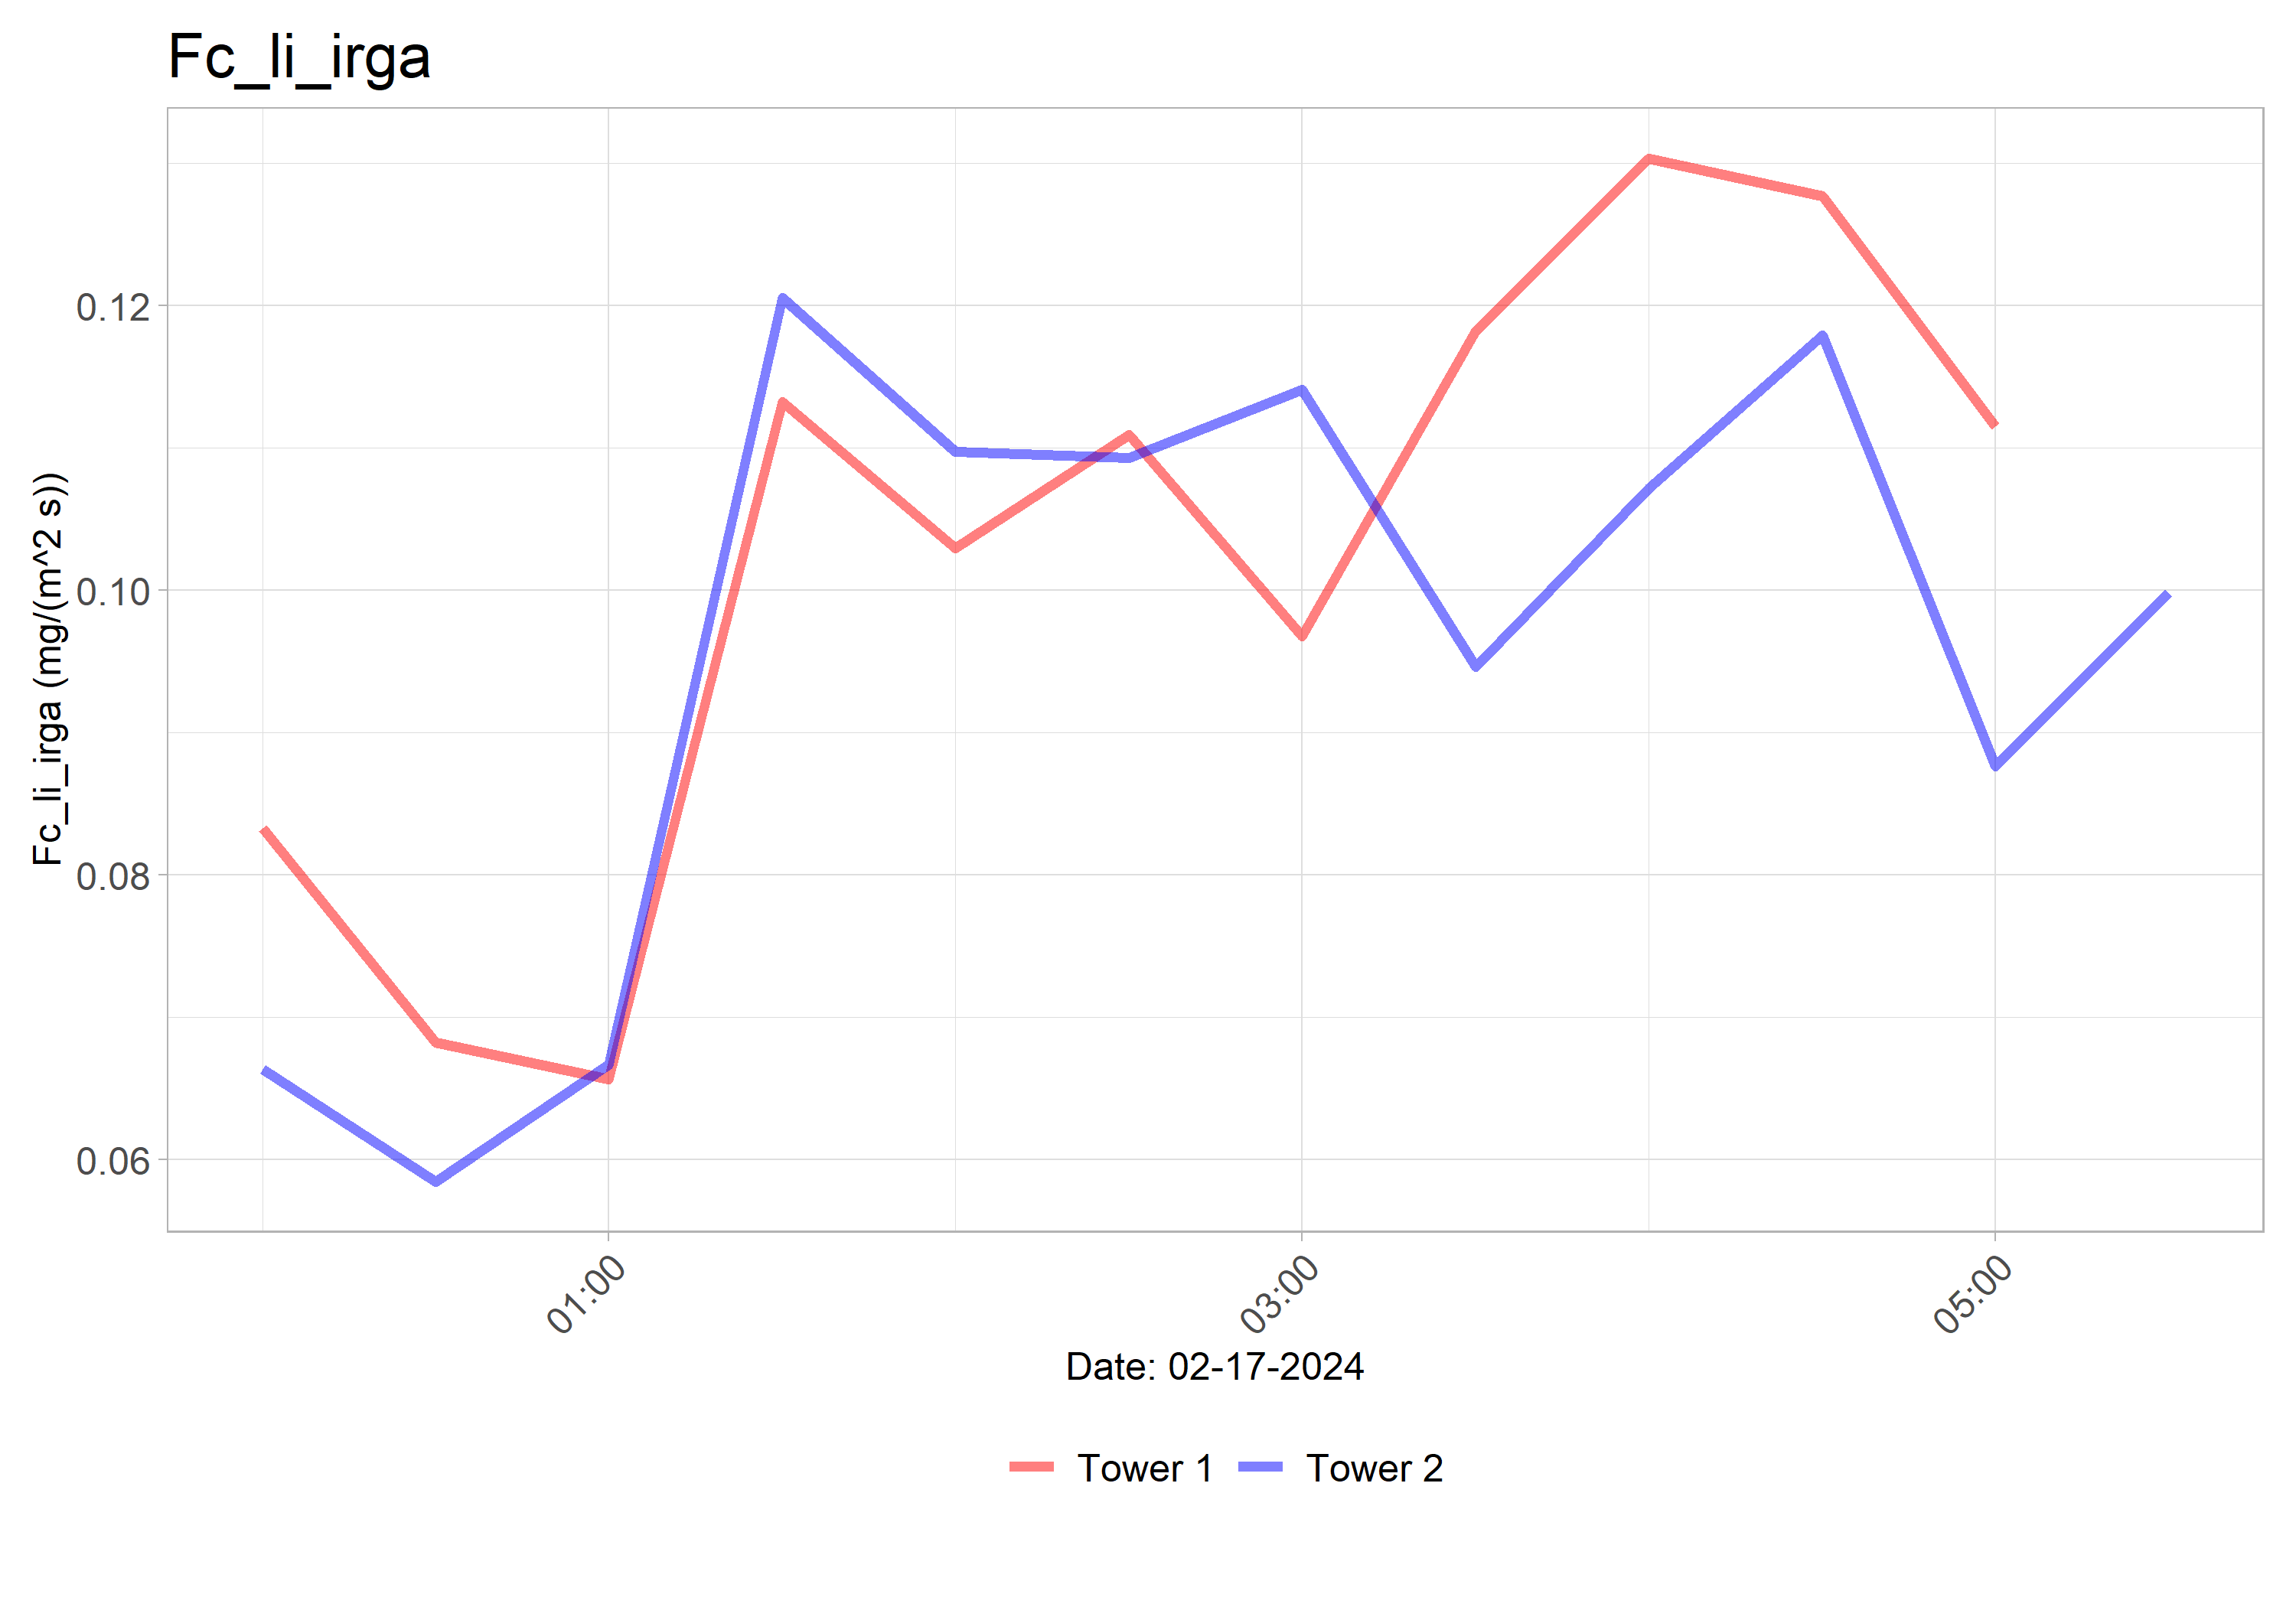 Fc_li_irga
Fc_li_irga (mg/(m^2 s))
0.12
0.10
0.08
0.06
01:00
03:00
05:00
Date: 02-17-2024
Tower 1 Tower 2